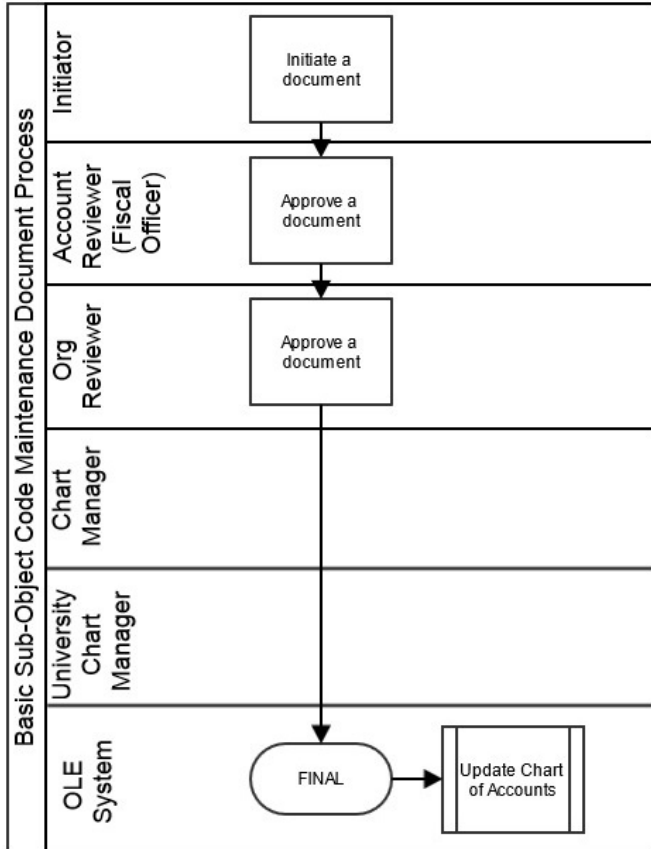 Basic Sub-Object Code Maintenance Document Process
Initiator
Initiate a
document
Account
Reviewer
(Fiscal
Officer)
Approve a
document
Org
Reviewer
Approve a
document
Chart
Manager
University
Chart
Manager
OLE
System
FINAL
Update Chart
of Accounts